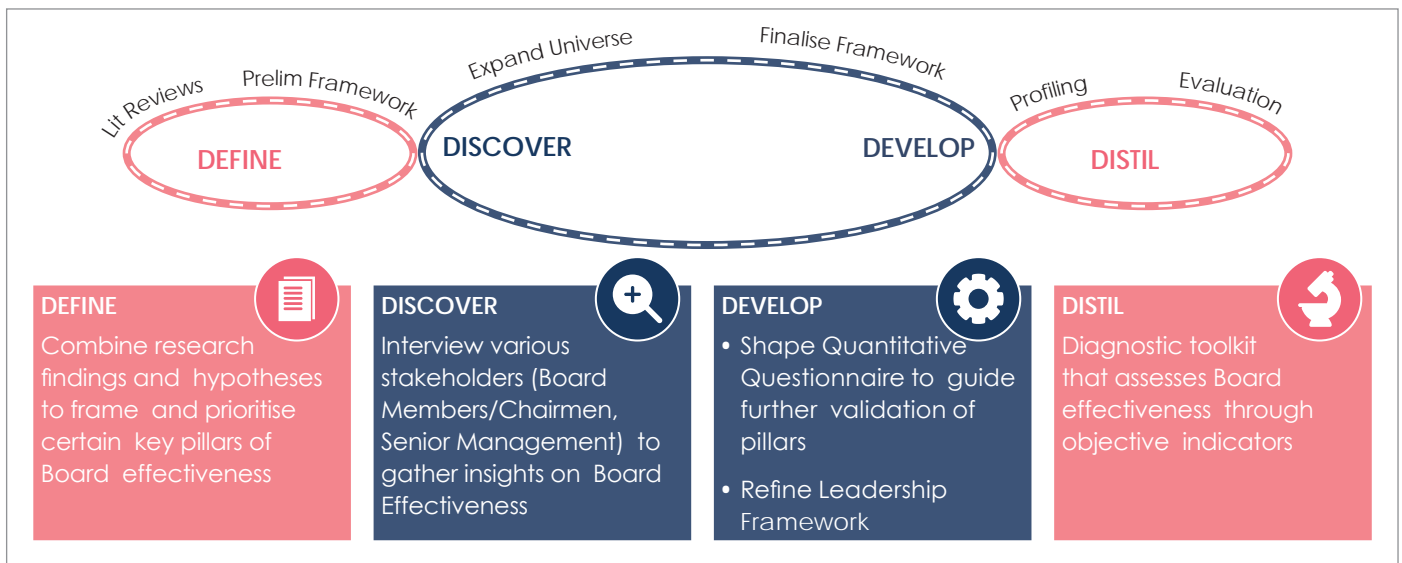 Lit Reviews
Prelim Framework
Expand Universe
Finalise Framework
Profiling
Evaluation
DEFINE
DISCOVER
DEVELOP
DISTIL
DEFINE
Combine research
findings and hypotheses
to frame and prioritise
certain key pillars of
Board effectiveness
DISCOVER
Interview various
stakeholders (Board
Members/Chairmen,
Senior Management) to
gather insights on Board
Effectiveness
DEVELOP
• Shape Quantitative
Questionnaire to guide
further validation of
pillars
• Refine Leadership
Framework
DISTIL
Diagnostic toolkit
that assesses Board
effectiveness through
objective indicators